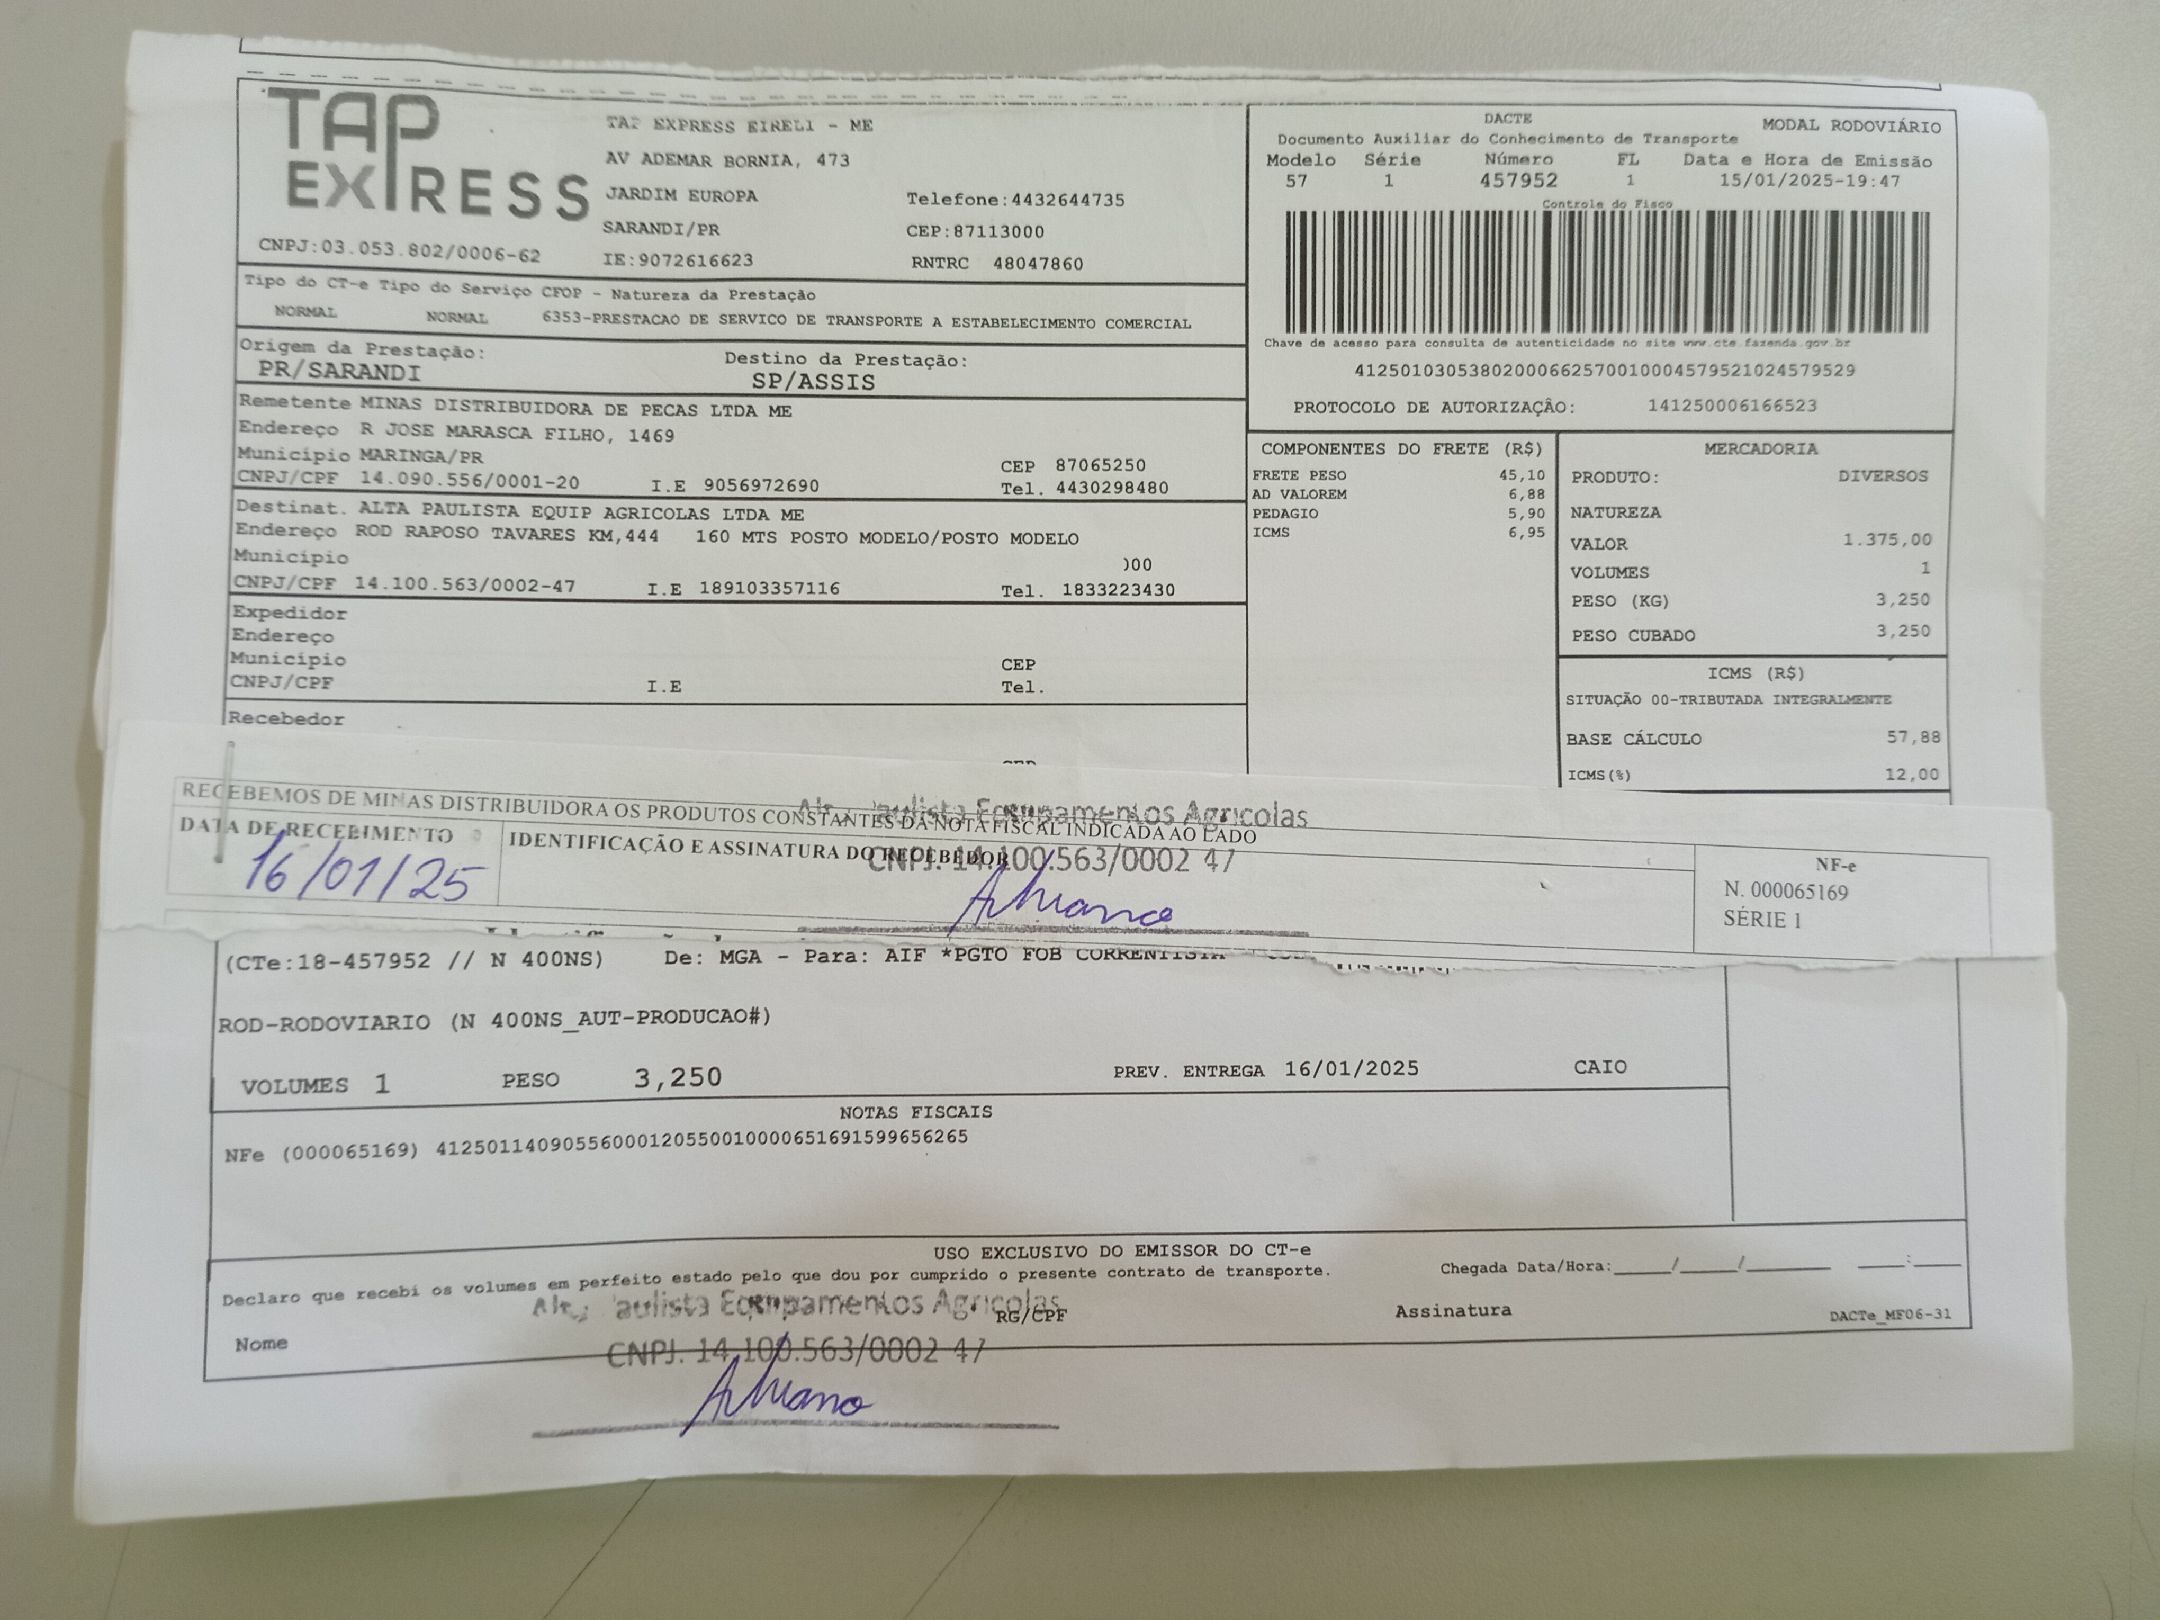 TAP EXPRESS
CNPJ:03.053.802/0006-62
TAP EXPRESS EIRELI - ME
AV ADEMAR BORNIA, 473
JARDIM EUROPA Telefone:4432644735
SARANDI/PR CEP:87113000
IE:9072616623 RNTRC 48047860
DACTE MODAL RODOVIÁRIO
Documento Auxiliar do Conhecimento de Transporte
Modelo Série Número FL Data e Hora de Emissão
57 1 457952 1 15/01/2025-19:47
Controle do Fisco
Chave de acesso para consulta de autenticidade no site www.cte.fazenda.gov.br
41250103053802000662570010004579521024579529
PROTOCOLO DE AUTORIZAÇÃO: 141250006166523
Tipo do CT-e Tipo do Serviço CFOP - Natureza da Prestação
NORMAL NORMAL 6353-PRESTACAO DE SERVICO DE TRANSPORTE A ESTABELECIMENTO COMERCIAL
Origem da Prestação: Destino da Prestação:
PR/SARANDI SP/ASSIS
Remetente MINAS DISTRIBUIDORA DE PECAS LTDA ME
Endereço R JOSE MARASCA FILHO, 1469
Município MARINGA/PR CEP 87065250
CNPJ/CPF 14.090.556/0001-20 I.E 9056972690 Tel. 4430298480
Destinat. ALTA PAULISTA EQUIP AGRICOLAS LTDA ME
Endereço ROD RAPOSO TAVARES KM,444 160 MTS POSTO MODELO/POSTO MODELO
Município 000
CNPJ/CPF 14.100.563/0002-47 I.E 189103357116 Tel. 1833223430
Expedidor
Endereço
Município CEP
CNPJ/CPF I.E Tel.
Recebedor
COMPONENTES DO FRETE (R$)
FRETE PESO 45,10
AD VALOREM 6,88
PEDAGIO 5,90
ICMS 6,95
MERCADORIA
PRODUTO: DIVERSOS
NATUREZA
VALOR 1.375,00
VOLUMES 1
PESO (KG) 3,250
PESO CUBADO 3,250
ICMS (R$)
SITUAÇÃO 00-TRIBUTADA INTEGRALMENTE
BASE CÁLCULO 57,88
ICMS(%) 12,00
RECEBEMOS DE MINAS DISTRIBUIDORA OS PRODUTOS CONSTANTES DA NOTA FISCAL INDICADA AO LADO
Equipamentos Agricolas
DATA DE RECEBIMENTO IDENTIFICAÇÃO E ASSINATURA DO RECEBEDOR
CNPJ. 14.100.563/0002 47
16/01/25
Adriano
NF-e
N. 000065169
SÉRIE 1
(CTe:18-457952 // N 400NS) De: MGA - Para: AIF *PGTO FOB CORRENTISTA
ROD-RODOVIARIO (N 400NS_AUT-PRODUCAO#)
VOLUMES 1 PESO 3,250 PREV. ENTREGA 16/01/2025 CAIO
NOTAS FISCAIS
NFe (000065169) 41250114090556000120550010000651691599656265
USO EXCLUSIVO DO EMISSOR DO CT-e
Declaro que recebi os volumes em perfeito estado pelo que dou por cumprido o presente contrato de transporte. Chegada Data/Hora:____/____/______ ___:___
Equipamentos Agricolas
Nome RG/CPF Assinatura DACTe_MF06-31
CNPJ. 14.100.563/0002 47
Adriano